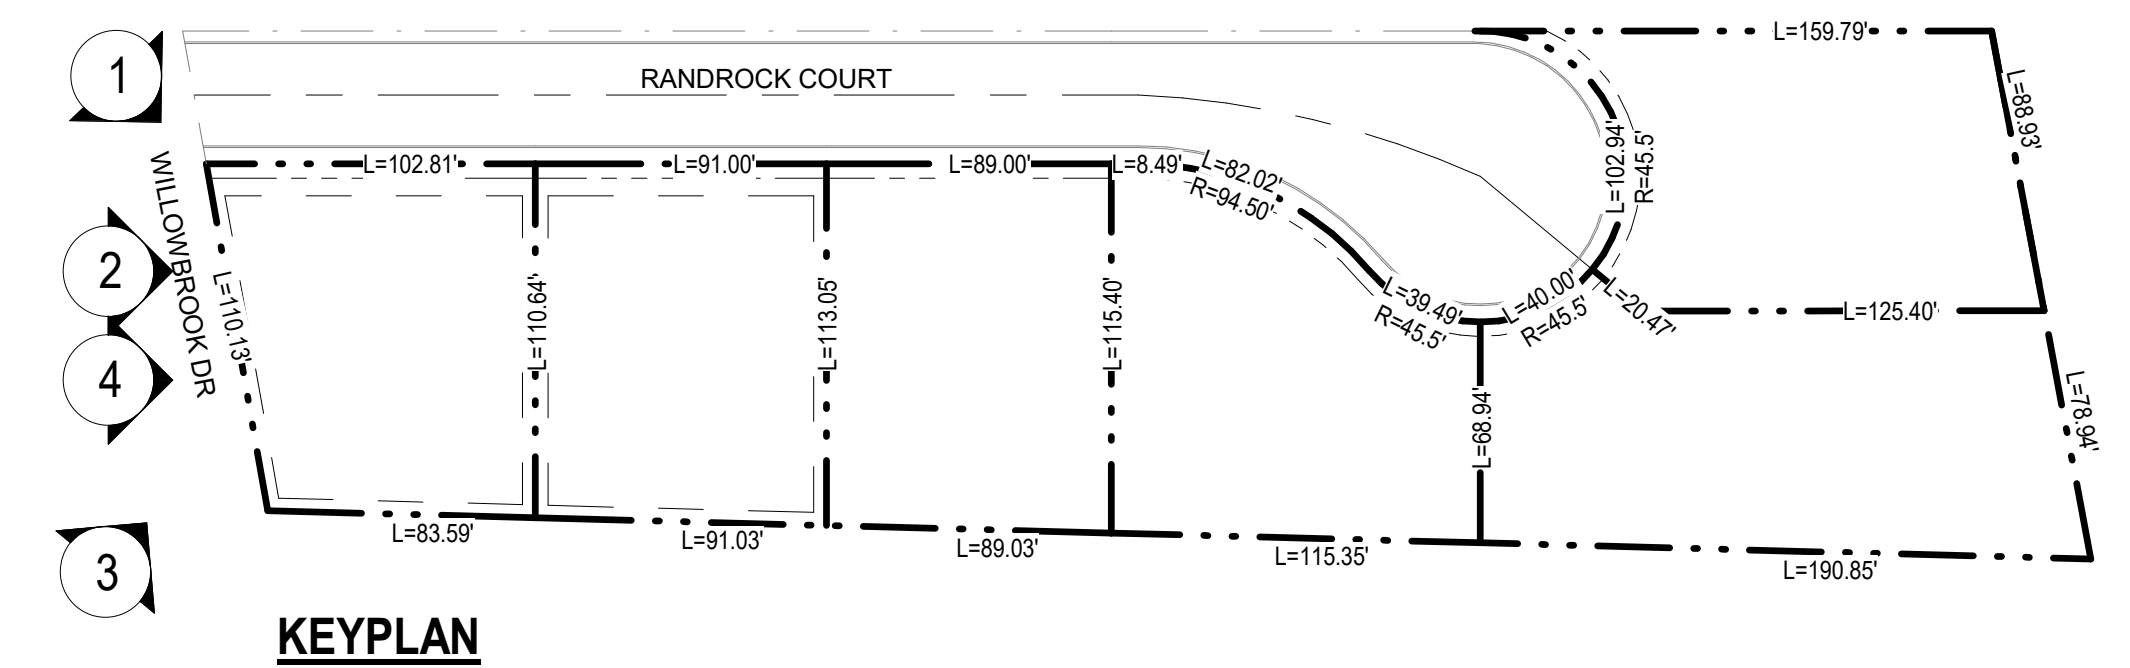 L=159.79'
1
RANDROCK COURT
L=88.93'
L=102.81'
L=91.00'
L=89.00'
L=8.49'
L=82.02'
R=94.50'
L=102.94'
R=45.5'
WILLOWBROOK DR
2
L=110.13'
L=110.64'
L=113.05'
L=115.40'
L=39.49'
R=45.5'
L=40.00'
R=45.5'
L=20.47'
L=125.40'
4
L=68.94'
L=78.94'
3
L=83.59'
L=91.03'
L=89.03'
L=115.35'
L=190.85'
KEYPLAN